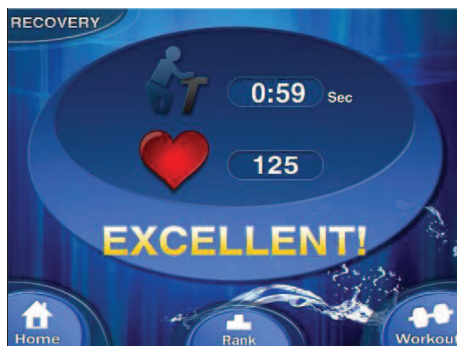 RECOVERY
0:59 Sec
125
EXCELLENT!
Home
Rank
Workout